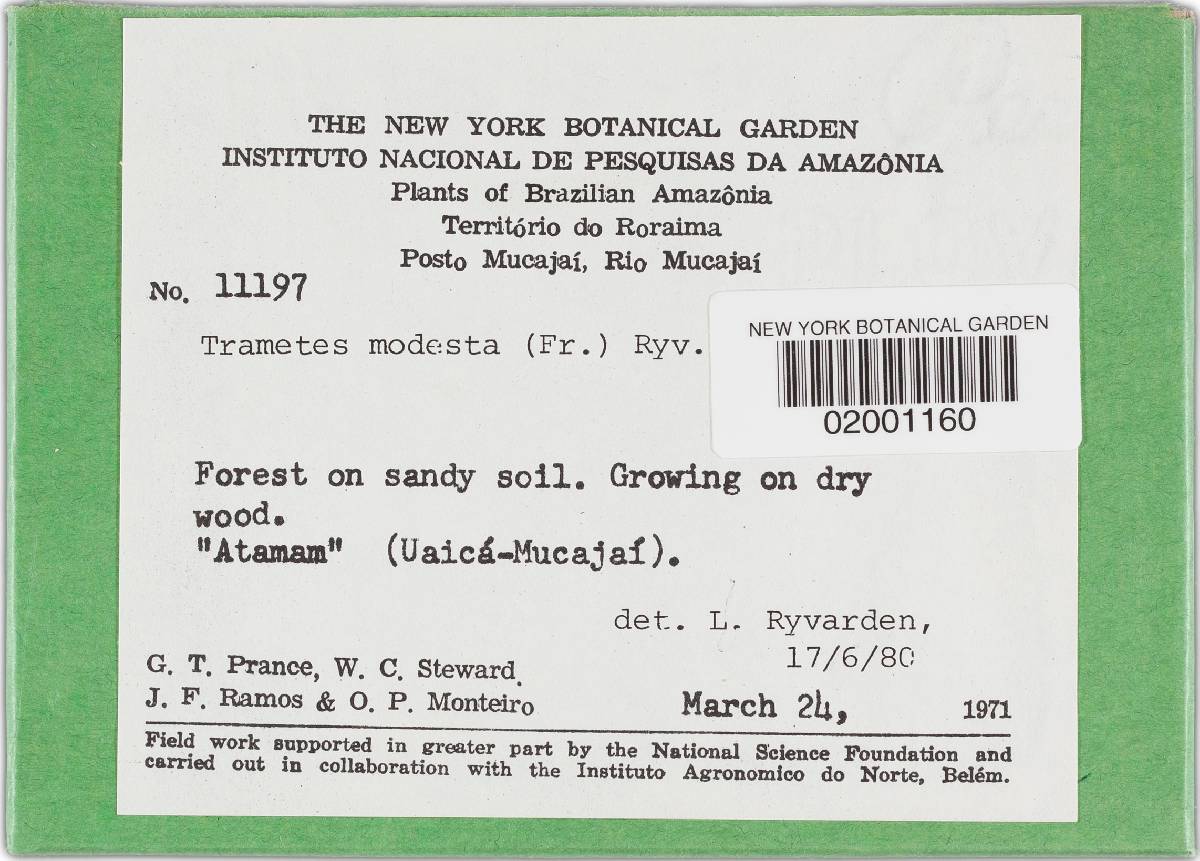 THE NEW YORK BOTANICAL GARDEN
INSTITUTO NACIONAL DE PESQUISAS DA AMAZÔNIA
Plants of Brazilian Amazônia
Território do Roraima
Posto Mucajaí, Rio Mucajaí
No. 11197
Trametes modesta (Fr.) Ryv.
NEW YORK BOTANICAL GARDEN
02001160
Forest on sandy soil. Growing on dry
wood.
"Atamam" (Uaicá-Mucajaí).
det. L. Ryvarden,
17/6/80
G. T. Prance, W. C. Steward,
J. F. Ramos & O. P. Monteiro
March 24, 1971
Field work supported in greater part by the National Science Foundation and
carried out in collaboration with the Instituto Agronomico do Norte, Belém.